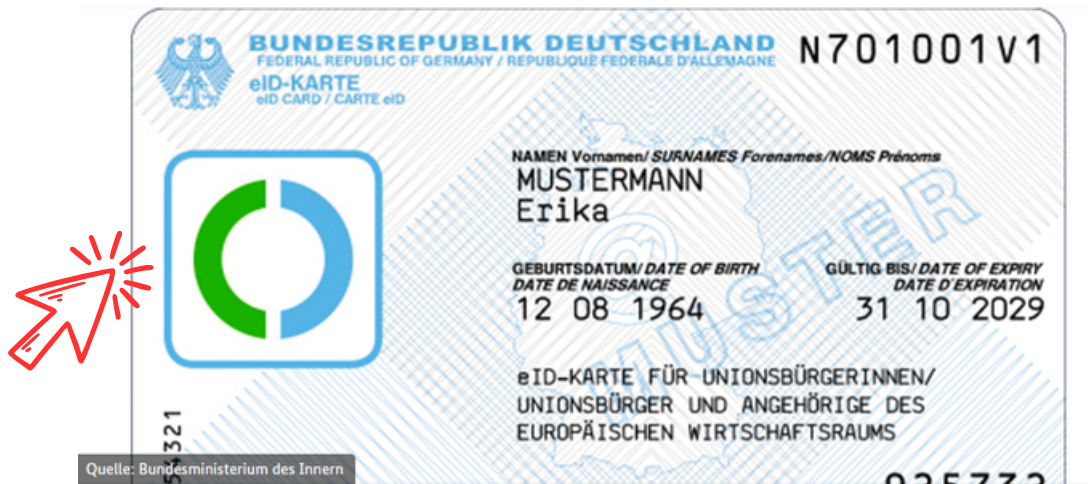 BUNDESREPUBLIK DEUTSCHLAND
FEDERAL REPUBLIC OF GERMANY / REPUBLIQUE FEDERALE D'ALLEMAGNE
N701001V1
eID-KARTE
eID CARD / CARTE eID
NAMEN Vornamen/ SURNAMES Forenames/NOMS Prénoms
MUSTERMANN
Erika
GEBURTSDATUM/ DATE OF BIRTH
DATE DE NAISSANCE
12 08 1964
GÜLTIG BIS/ DATE OF EXPIRY
DATE D'EXPIRATION
31 10 2029
MUSTER
eID-KARTE FÜR UNIONSBÜRGERINNEN/
UNIONSBÜRGER UND ANGEHÖRIGE DES
EUROPÄISCHEN WIRTSCHAFTSRAUMS
Quelle: Bundesministerium des Innern